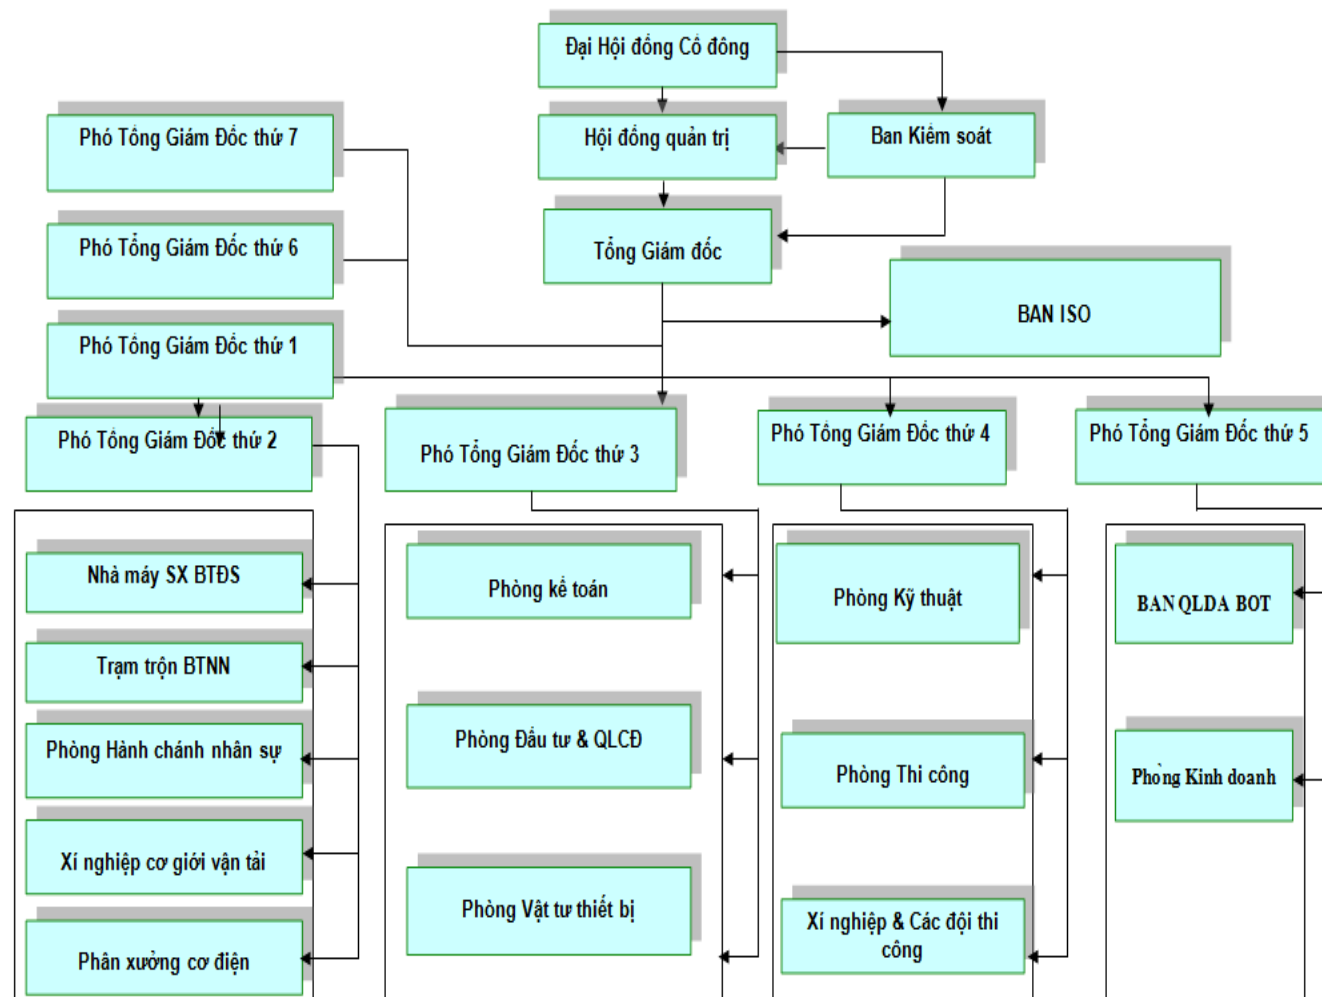 Đại Hội đồng Cổ đông
Phó Tổng Giám Đốc thứ 7
Hội đồng quản trị
Ban Kiểm soát
Phó Tổng Giám Đốc thứ 6
Tổng Giám đốc
BAN ISO
Phó Tổng Giám Đốc thứ 1
Phó Tổng Giám Đốc thứ 2
Phó Tổng Giám Đốc thứ 3
Phó Tổng Giám Đốc thứ 4
Phó Tổng Giám Đốc thứ 5
Nhà máy SX BTĐS
Trạm trộn BTNN
Phòng Hành chánh nhân sự
Xí nghiệp cơ giới vận tải
Phân xưởng cơ điện
Phòng kế toán
Phòng Đầu tư & QLCĐ
Phòng Vật tư thiết bị
Phòng Kỹ thuật
Phòng Thi công
Xí nghiệp & Các đội thi
công
BAN QLDA BOT
Phòng Kinh doanh